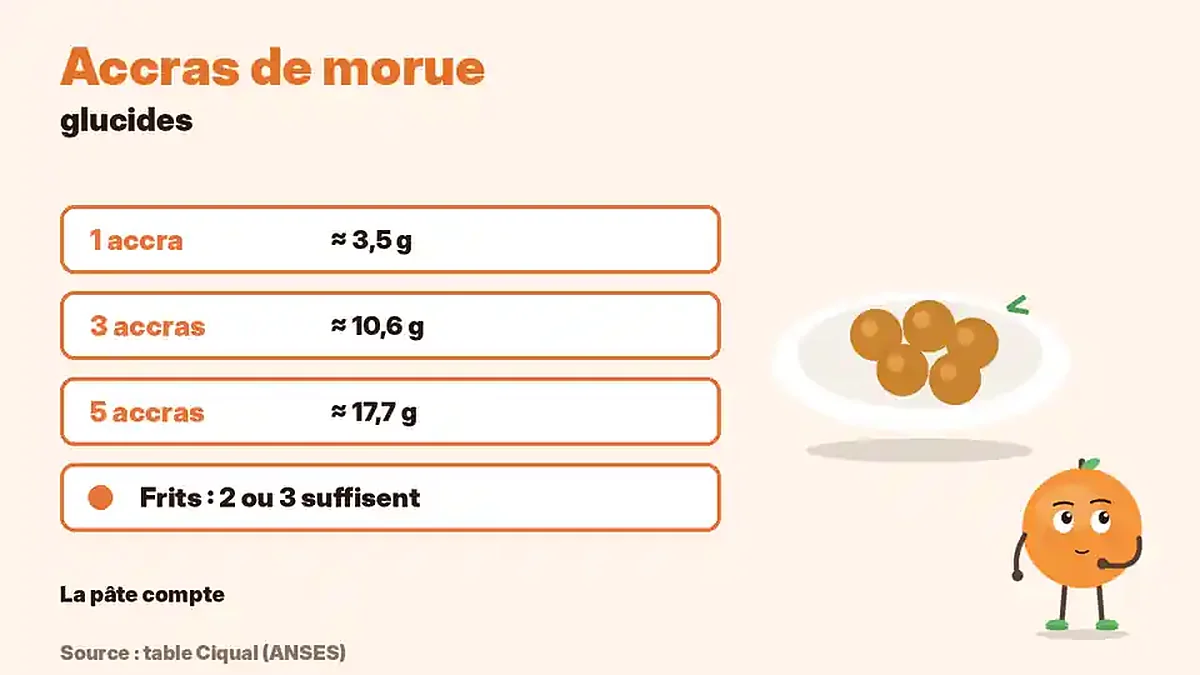 Accras de morue
glucides
1 accra ≈ 3,5 g
3 accras ≈ 10,6 g
5 accras ≈ 17,7 g
Frits : 2 ou 3 suffisent
La pâte compte
Source : table Ciqual (ANSES)